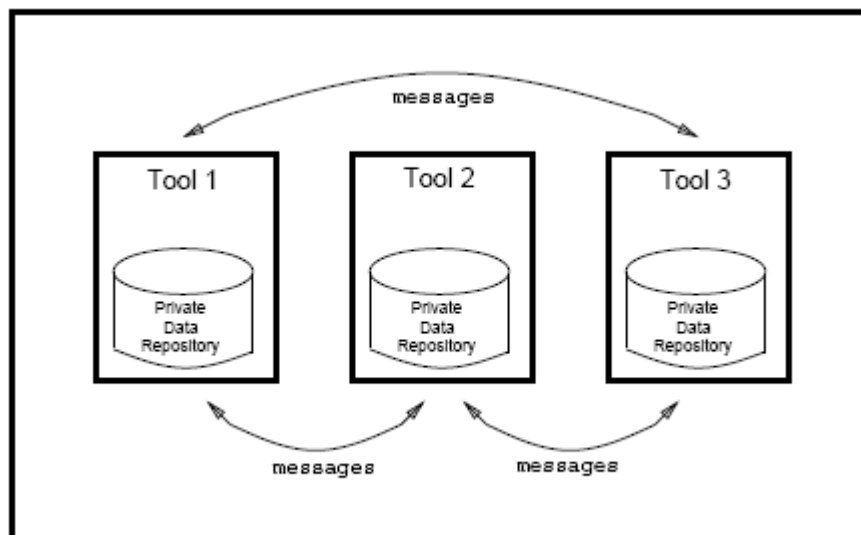 messages
Tool 1
Tool 2
Tool 3
Private
Data
Repository
Private
Data
Repository
Private
Data
Repository
messages
messages